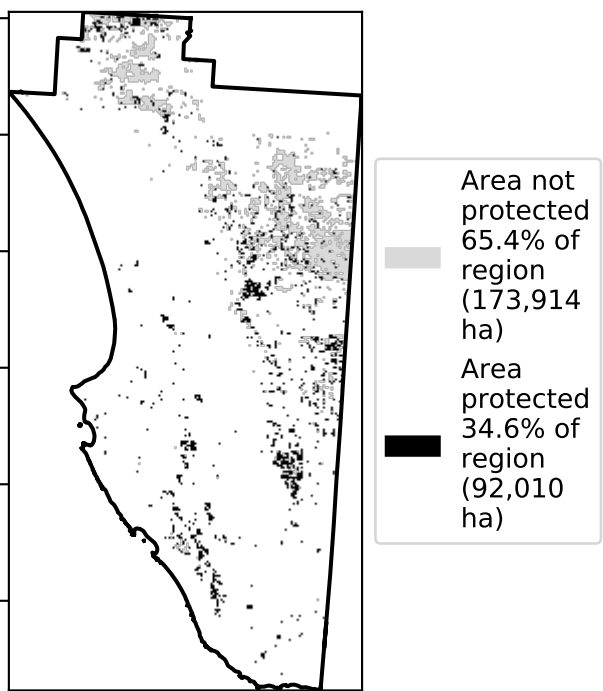 Area not
protected
65.4% of
region
(173,914
ha)
Area
protected
34.6% of
region
(92,010
ha)